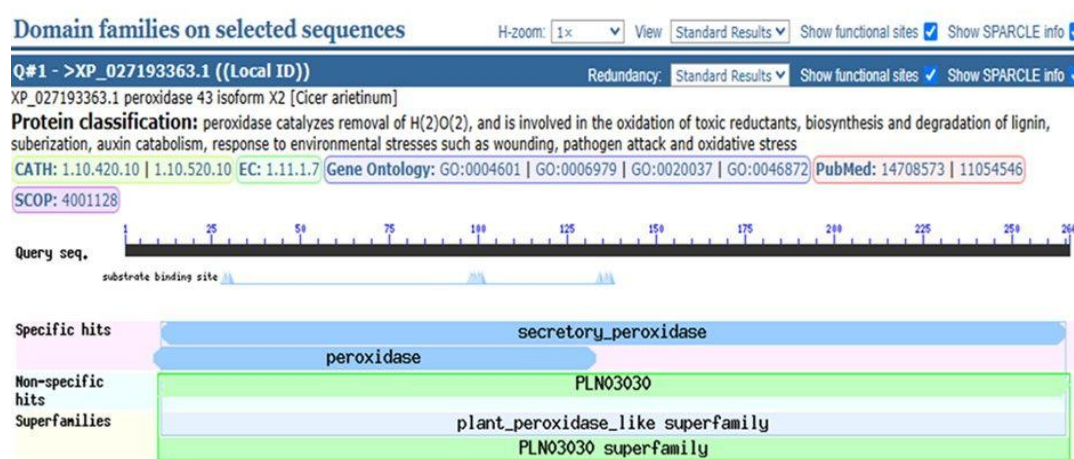 Domain families on selected sequences H-zoom: 1× View Standard Results Show functional sites Show SPARCLE info
Q#1 - >XP_027193363.1 ((Local ID)) Redundancy: Standard Results Show functional sites Show SPARCLE info
XP_027193363.1 peroxidase 43 isoform X2 [Cicer arietinum]
Protein classification: peroxidase catalyzes removal of H(2)O(2), and is involved in the oxidation of toxic reductants, biosynthesis and degradation of lignin,
suberization, auxin catabolism, response to environmental stresses such as wounding, pathogen attack and oxidative stress
CATH: 1.10.420.10 | 1.10.520.10 EC: 1.11.1.7 Gene Ontology: GO:0004601 | GO:0006979 | GO:0020037 | GO:0046872 PubMed: 14708573 | 11054546
SCOP: 4001128
1 25 50 75 100 125 150 175 200 225 250
Query seq.
substrate binding site
Specific hits secretory_peroxidase
peroxidase
Non-specific PLN03030
hits
Superfamilies plant_peroxidase_like superfamily
PLN03030 superfamily